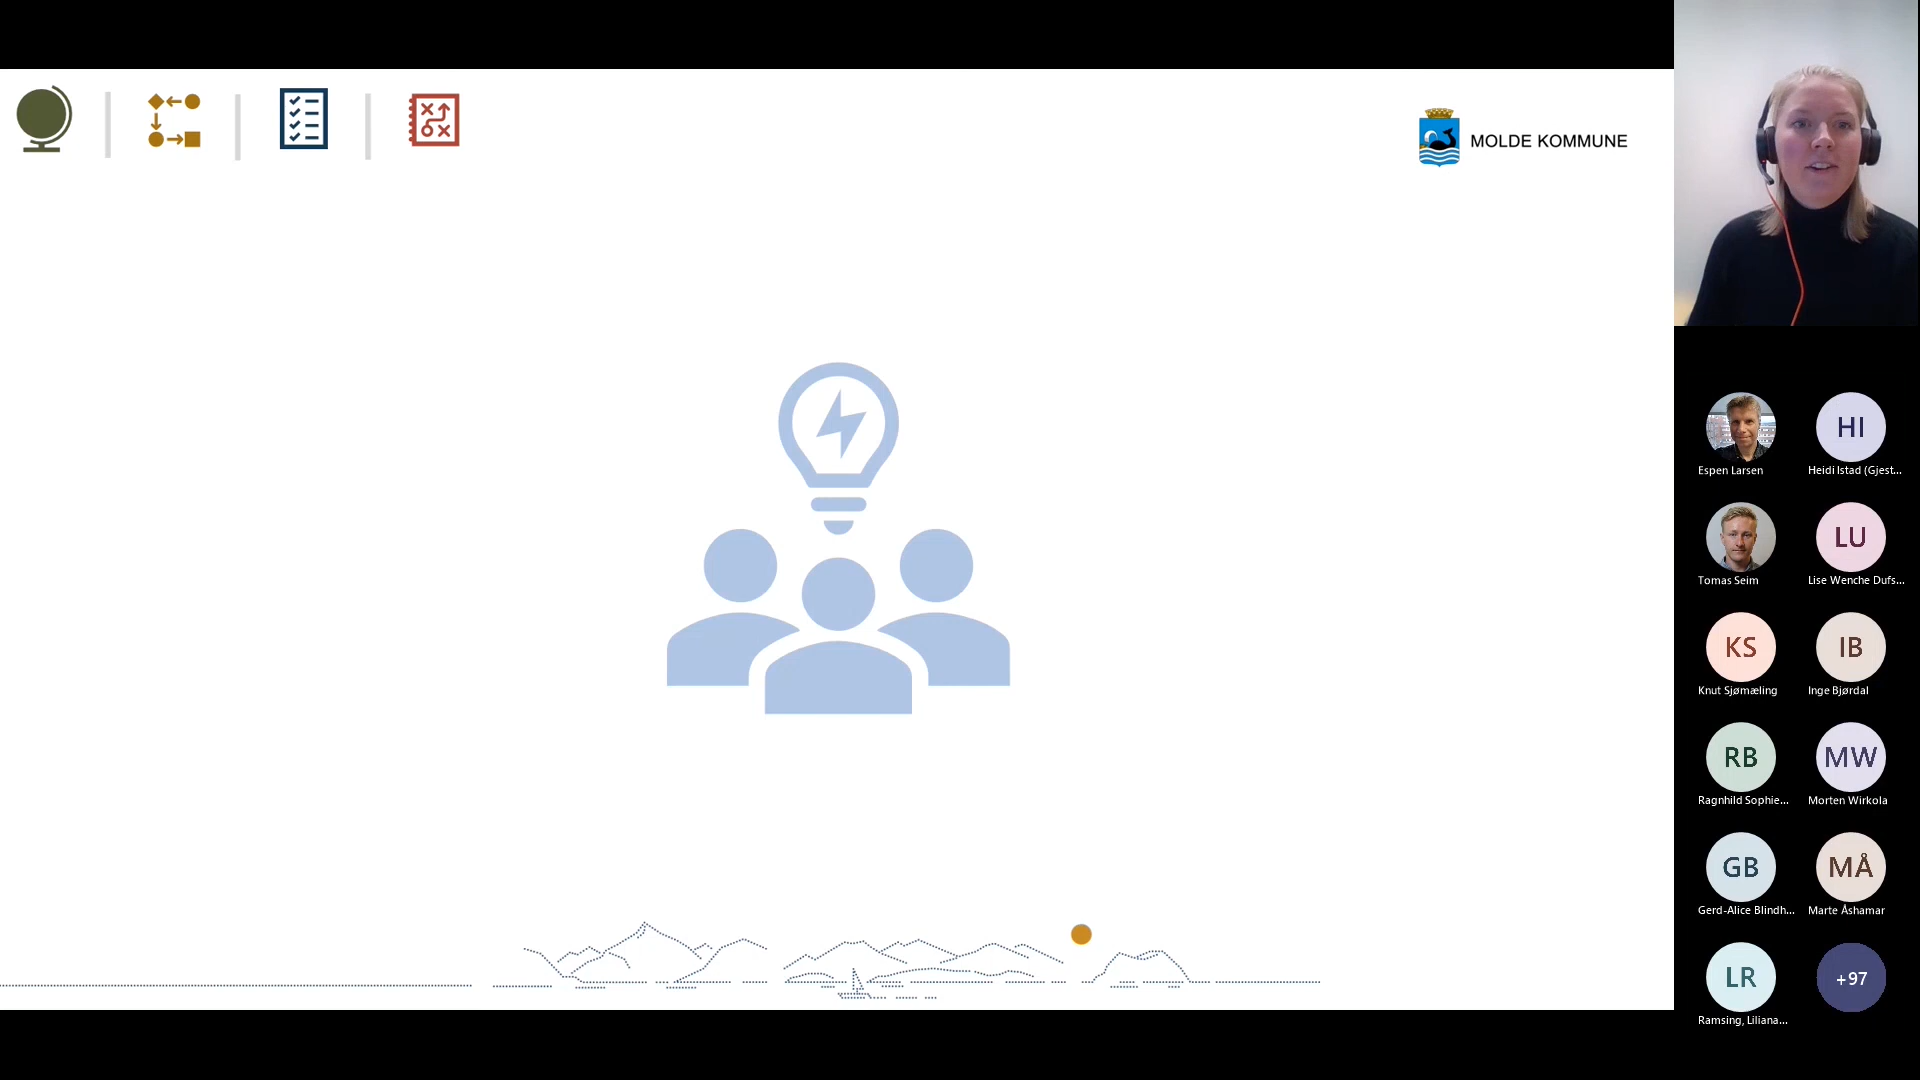 MOLDE KOMMUNE
Espen Larsen
HI
Heidi Istad (Gjest...
Tomas Seim
LU
Lise Wenche Dufs...
KS
Knut Sjømæling
IB
Inge Bjørdal
RB
Ragnhild Sophie...
MW
Morten Wirkola
GB
Gerd-Alice Blindh...
MÅ
Marte Åshamar
LR
Ramsing, Liliana...
+97